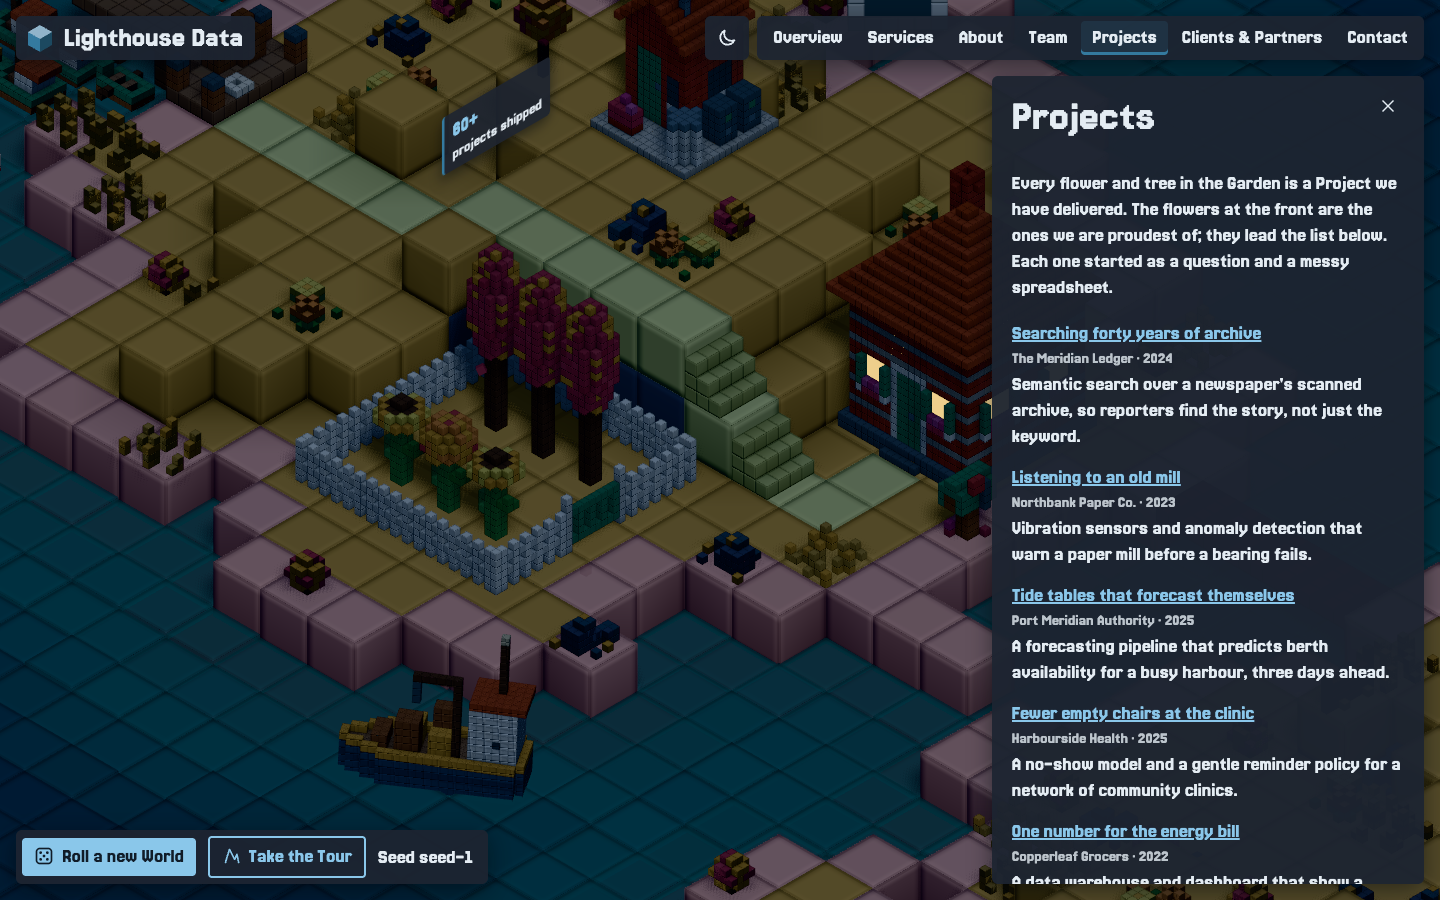 Lighthouse Data
Overview
Services
About
Team
Projects
Clients & Partners
Contact
60+
projects shipped
Projects
Every flower and tree in the Garden is a Project we
have delivered. The flowers at the front are the
ones we are proudest of; they lead the list below.
Each one started as a question and a messy
spreadsheet.
Searching forty years of archive
The Meridian Ledger · 2024
Semantic search over a newspaper's scanned
archive, so reporters find the story, not just the
keyword.
Listening to an old mill
Northbank Paper Co. · 2023
Vibration sensors and anomaly detection that
warn a paper mill before a bearing fails.
Tide tables that forecast themselves
Port Meridian Authority · 2025
A forecasting pipeline that predicts berth
availability for a busy harbour, three days ahead.
Fewer empty chairs at the clinic
Harbourside Health · 2025
A no-show model and a gentle reminder policy for a
network of community clinics.
One number for the energy bill
Copperleaf Grocers · 2022
A data warehouse and dashboard that show a
Roll a new World
Take the Tour
Seed seed-1